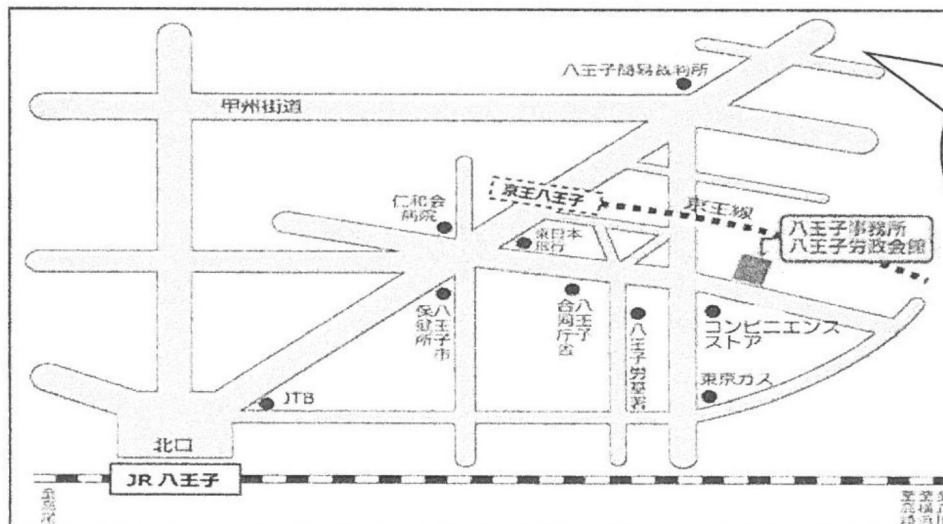 八王子簡易裁判所
甲州街道
仁和会
病院
京王八王子
京王線
八王子事務所
八王子労政会館
東日本
銀行
八王子市
保健所
八王子
合同庁舎
八王子労基署
コンビニエンス
ストア
東京ガス
JTB
北口
JR 八王子
至高尾